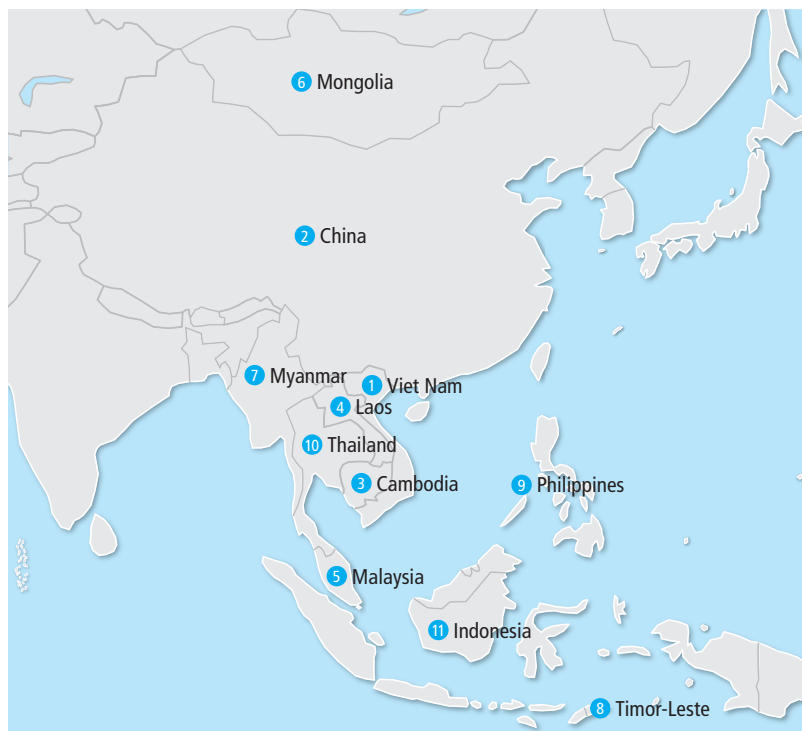 6 Mongolia
2 China
7 Myanmar
1 Viet Nam
4 Laos
10 Thailand
3 Cambodia
9 Philippines
5 Malaysia
11 Indonesia
8 Timor-Leste